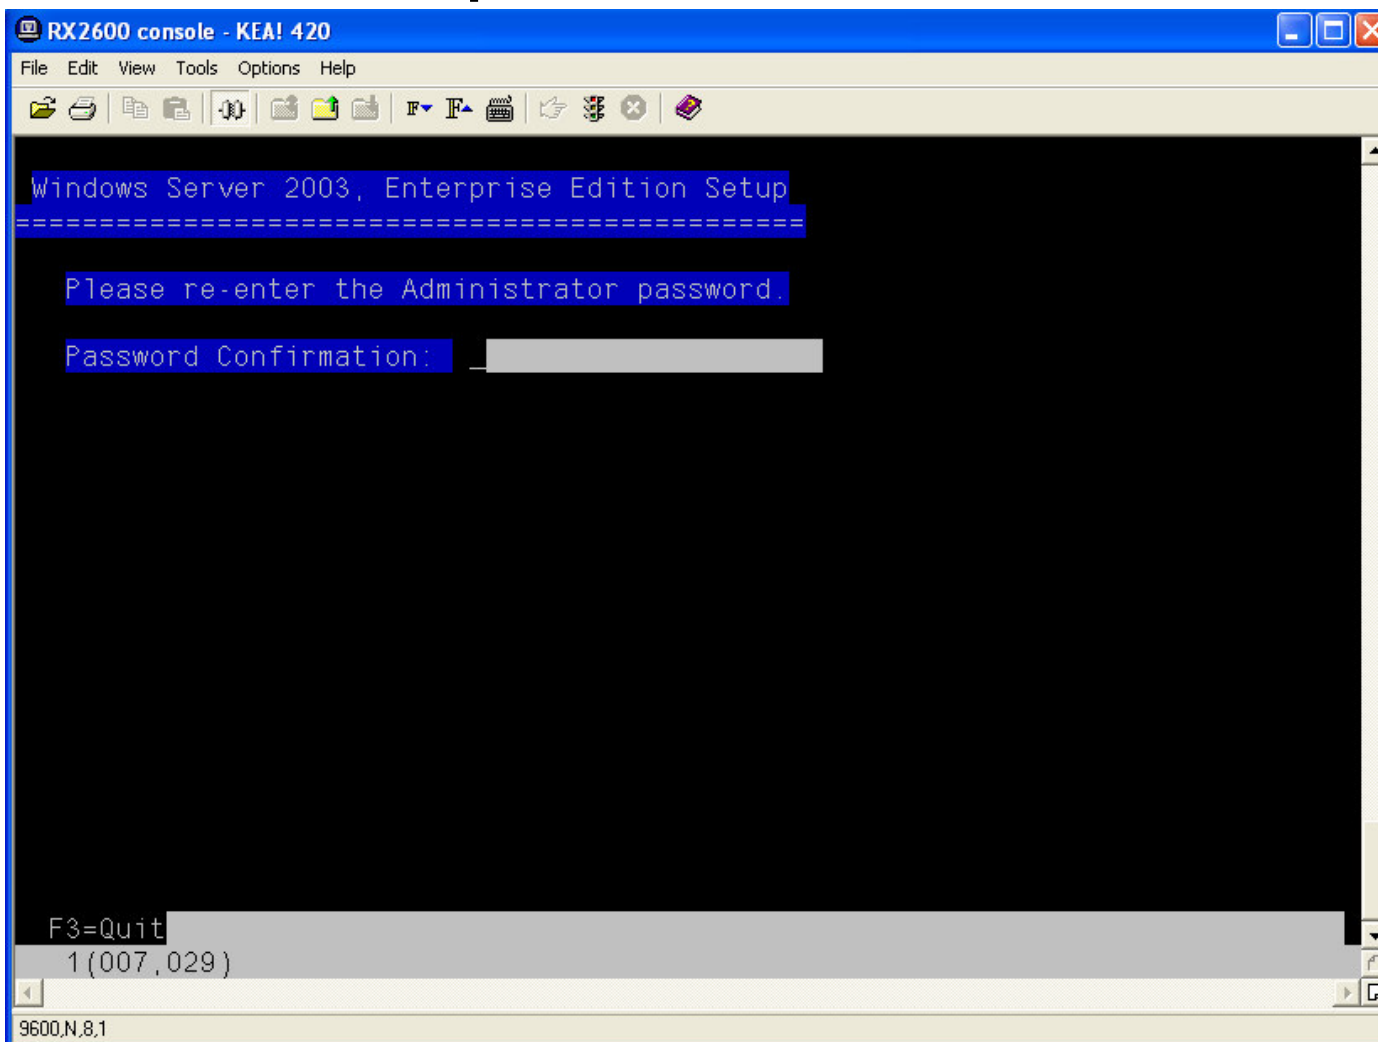 RX2600 console - KEA! 420
File Edit View Tools Options Help
Windows Server 2003, Enterprise Edition Setup
===============================================
Please re-enter the Administrator password.
Password Confirmation: _
F3=Quit
1(007,029)
9600,N,8,1